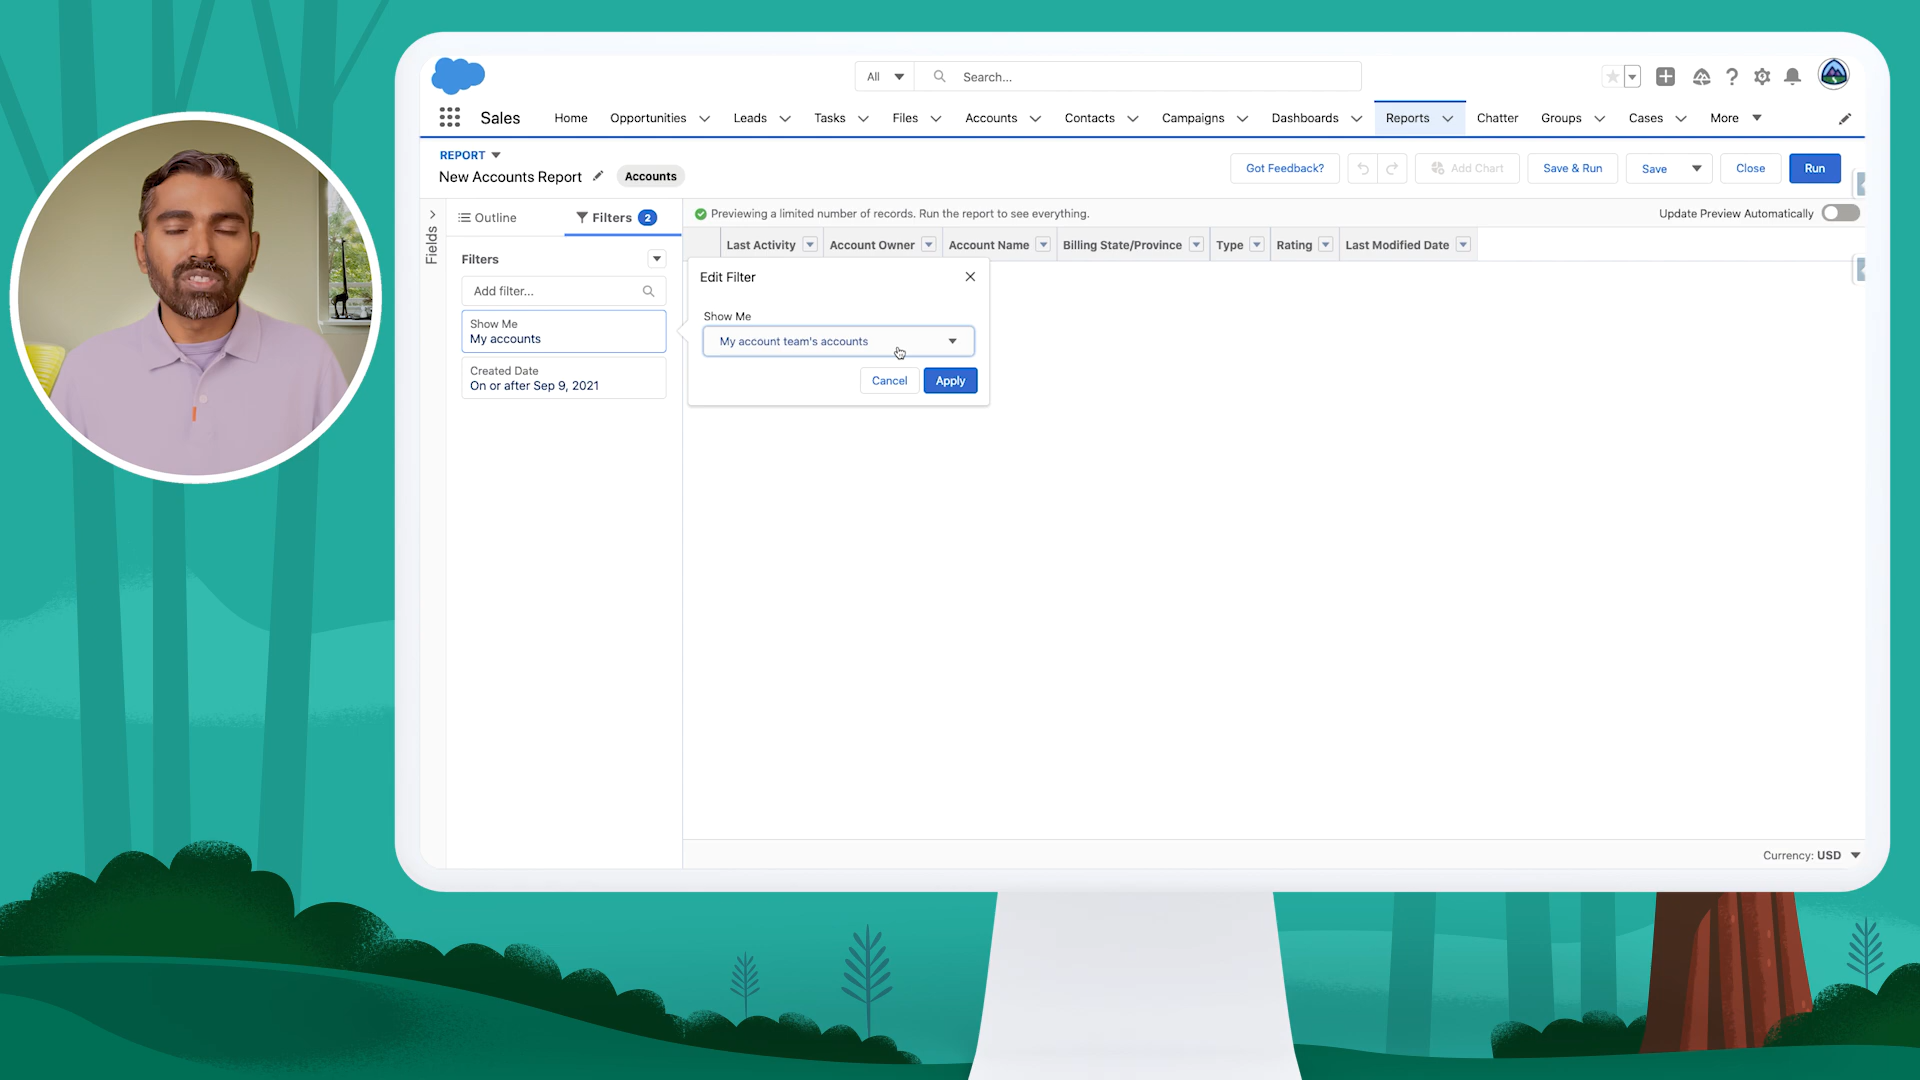 All
Search...
Sales
Home
Opportunities
Leads
Tasks
Files
Accounts
Contacts
Campaigns
Dashboards
Reports
Chatter
Groups
Cases
More
REPORT
New Accounts Report
Accounts
Got Feedback?
Add Chart
Save & Run
Save
Close
Run
Fields
Outline
Filters 2
Previewing a limited number of records. Run the report to see everything.
Update Preview Automatically
Last Activity
Account Owner
Account Name
Billing State/Province
Type
Rating
Last Modified Date
Filters
Add filter...
Show Me
My accounts
Created Date
On or after Sep 9, 2021
Edit Filter
Show Me
My account team's accounts
Cancel
Apply
Currency: USD